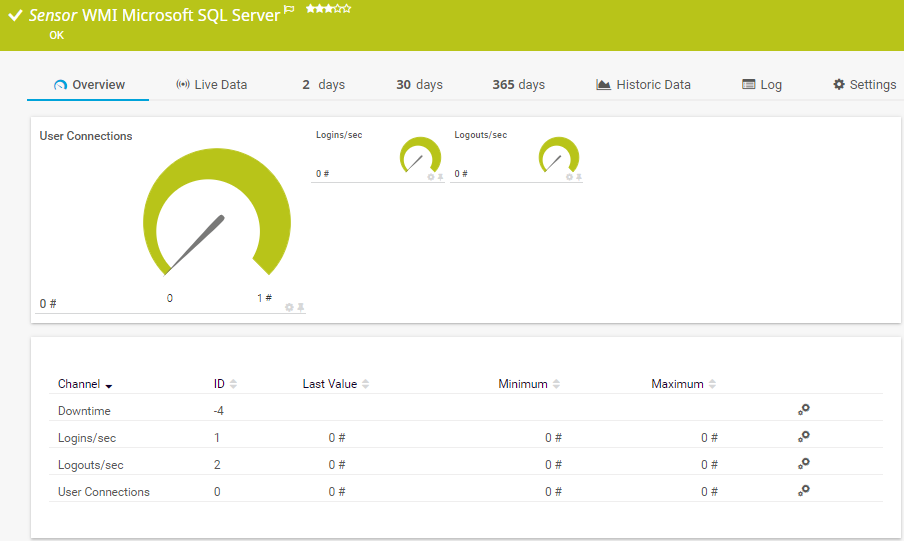 Sensor WMI Microsoft SQL Server
OK
Overview Live Data 2 days 30 days 365 days Historic Data Log Settings
User Connections Logins/sec Logouts/sec
0 # 0 #
0 # 0 1 #
Channel ID Last Value Minimum Maximum
Downtime -4
Logins/sec 1 0 # 0 # 0 #
Logouts/sec 2 0 # 0 # 0 #
User Connections 0 0 # 0 # 0 #